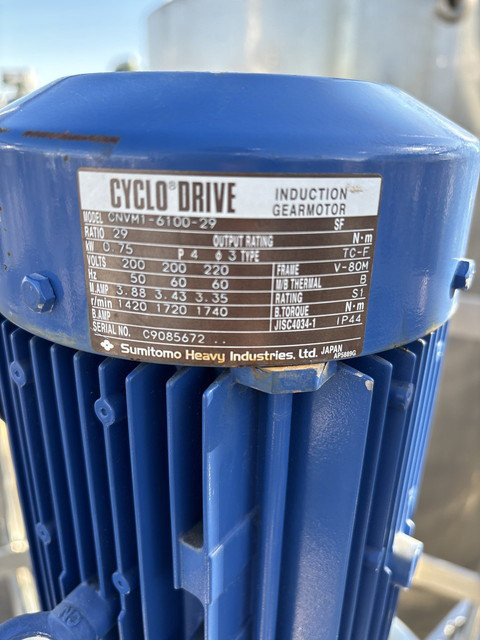 CYCLO® DRIVE INDUCTION GEARMOTOR
MODEL CNVM1-6100-29 SF
RATIO 29 OUTPUT RATING N·m
kW 0.75 P 4 φ 3 TYPE TC-F
VOLTS 200 200 220 FRAME V-80M
Hz 50 60 60 M/B THERMAL B
M.AMP 3.88 3.43 3.35 RATING S1
r/min 1420 1720 1740 B.TORQUE N·m
B.AMP JISC4034-1 IP44
SERIAL NO. C9085672 ..
Sumitomo Heavy Industries, Ltd. JAPAN AP5889G